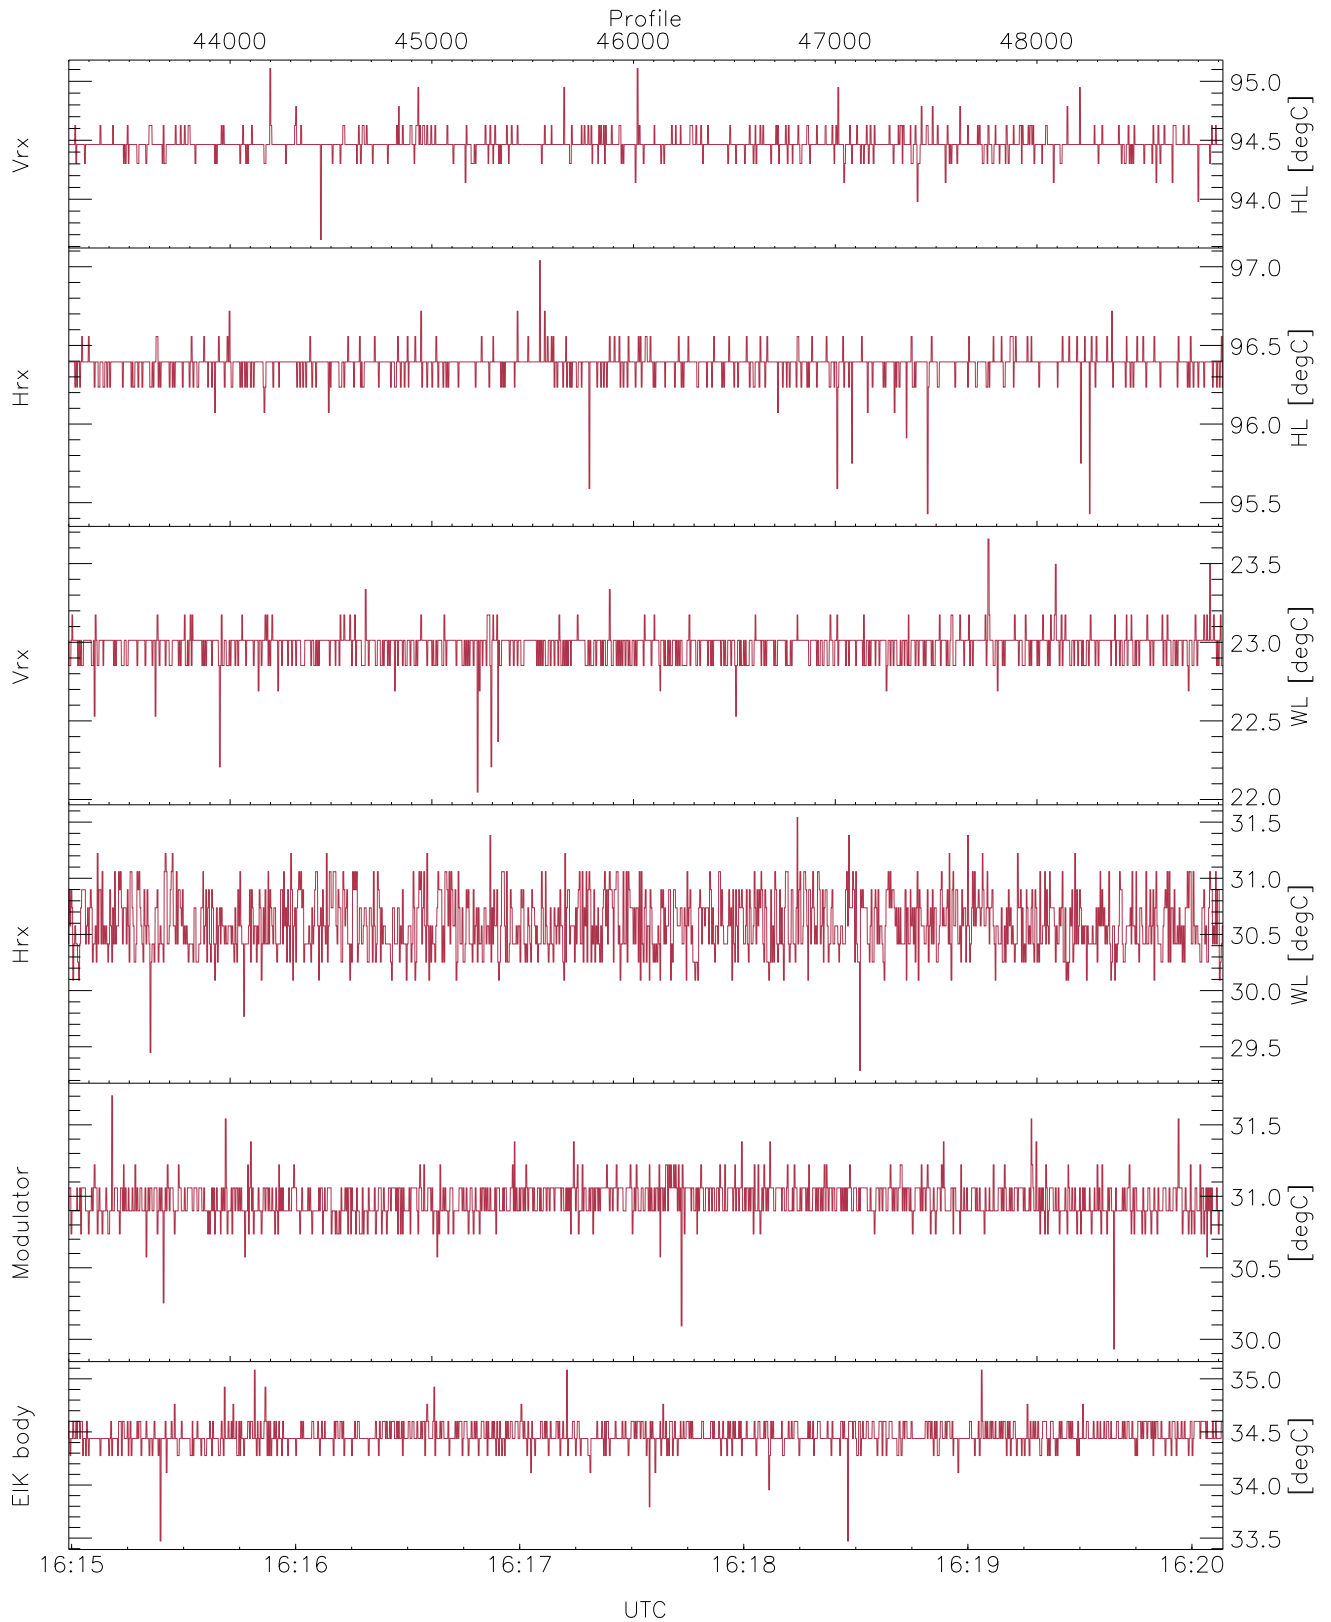 Profile
44000 45000 46000 47000 48000
Vrx
95.0
94.5
94.0
HL [degC]
Hrx
97.0
96.5
96.0
95.5
HL [degC]
Vrx
23.5
23.0
22.5
22.0
WL [degC]
Hrx
31.5
31.0
30.5
30.0
29.5
WL [degC]
Modulator
31.5
31.0
30.5
30.0
[degC]
EIK body
35.0
34.5
34.0
33.5
[degC]
16:15 16:16 16:17 16:18 16:19 16:20
UTC